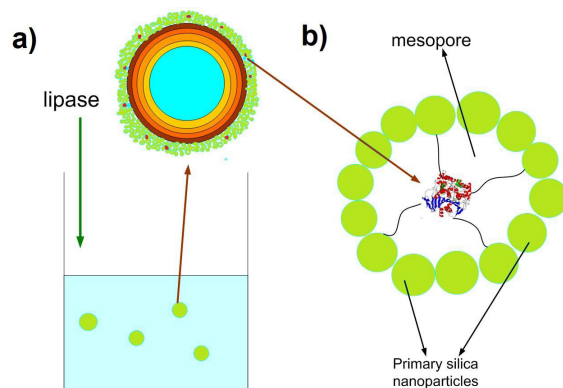 a)
lipase
b)
mesopore
Primary silica
nanoparticles